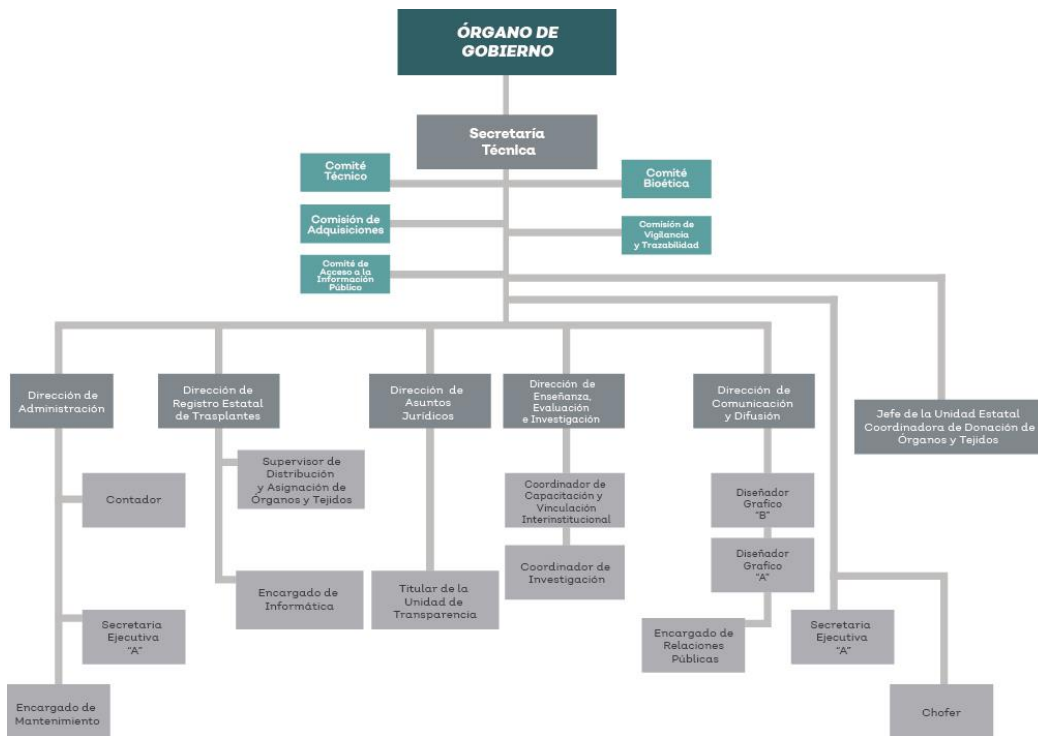 ÓRGANO DE
GOBIERNO
Secretaría
Técnica
Comité
Técnico
Comité
Bioética
Comisión de
Adquisiciones
Comisión de
Vigilancia
y Trazabilidad
Comité de
Acceso a la
Información
Público
Dirección de
Administración
Dirección de
Registro Estatal
de Trasplantes
Dirección de
Asuntos
Jurídicos
Dirección de
Enseñanza,
Evaluación
e Investigación
Dirección de
Comunicación
y Difusión
Jefe de la Unidad Estatal
Coordinadora de Donación de
Órganos y Tejidos
Contador
Supervisor de
Distribución
y Asignación de
Órganos y Tejidos
Coordinador de
Capacitación y
Vinculación
Interinstitucional
Diseñador
Grafico
"B"
Diseñador
Grafico
"A"
Encargado de
Informática
Titular de la
Unidad de
Transparencia
Coordinador de
Investigación
Secretaria
Ejecutiva
"A"
Encargado de
Relaciones
Públicas
Secretaria
Ejecutiva
"A"
Encargado de
Mantenimiento
Chofer